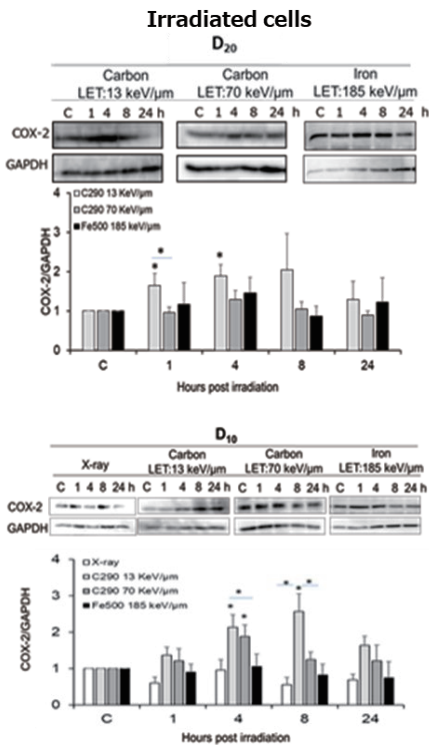 Irradiated cells
D20
Carbon Carbon Iron
LET:13 keV/µm LET:70 keV/µm LET:185 keV/µm
C 1 4 8 24 C 1 4 8 24 C 1 4 8 24 h
COX-2
GAPDH
4
C290 13 KeV/µm
C290 70 KeV/µm
3
Fe500 185 keV/µm
COX-2/GAPDH
2
*
* *
1
0
C 1 4 8 24
Hours post irradiation
D10
X-ray Carbon Carbon Iron
LET:13 keV/µm LET:70 keV/µm LET:185 keV/µm
C 1 4 8 24 h C 1 4 8 24 h C 1 4 8 24 h C 1 4 8 24 h
COX-2
GAPDH
4
X-ray
C290 13 KeV/µm
C290 70 KeV/µm
3
Fe500 185 keV/µm
* * *
*
* *
COX-2/GAPDH
2
1
0
C 1 4 8 24
Hours post irradiation